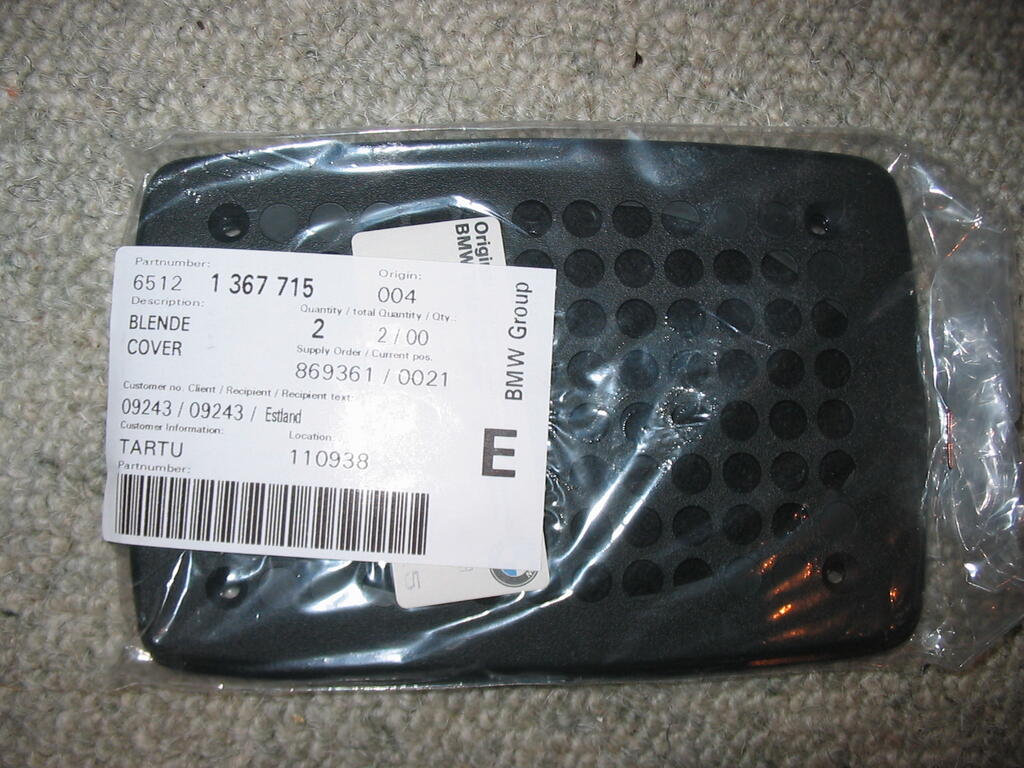 Partnumber:
6512 1 367 715
Origin:
004
Description:
BLENDE
COVER
Quantity / total Quantity / Qty.:
2 2 / 00
Supply Order / Current pos.
869361 / 0021
Customer no. Client / Recipient / Recipient text:
09243 / 09243 / Estland
Customer Information:
TARTU
Location:
110938
Partnumber:
BMW Group
E
Origi
BMW